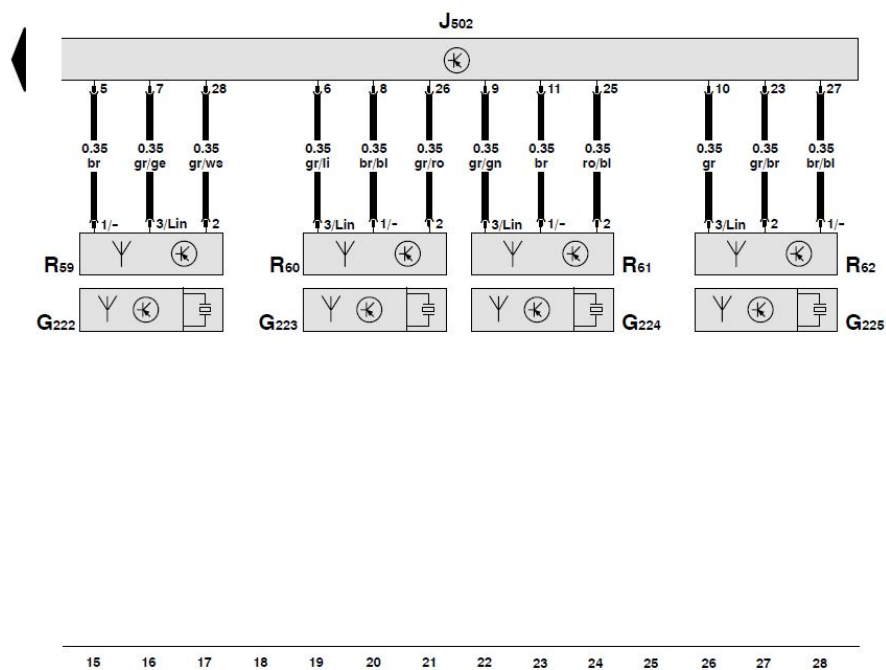 J502
5 7 28 6 8 26 9 11 25 10 23 27
0.35 0.35 0.35 0.35 0.35 0.35 0.35 0.35 0.35 0.35 0.35 0.35
br gr/ge gr/ws gr/li br/bl gr/ro gr/gn br ro/bl gr gr/br br/bl
1/- 3/Lin 2 3/Lin 1/- 2 3/Lin 1/- 2 3/Lin 2 1/-
R59 R60 R61 R62
G222 G223 G224 G225
15 16 17 18 19 20 21 22 23 24 25 26 27 28